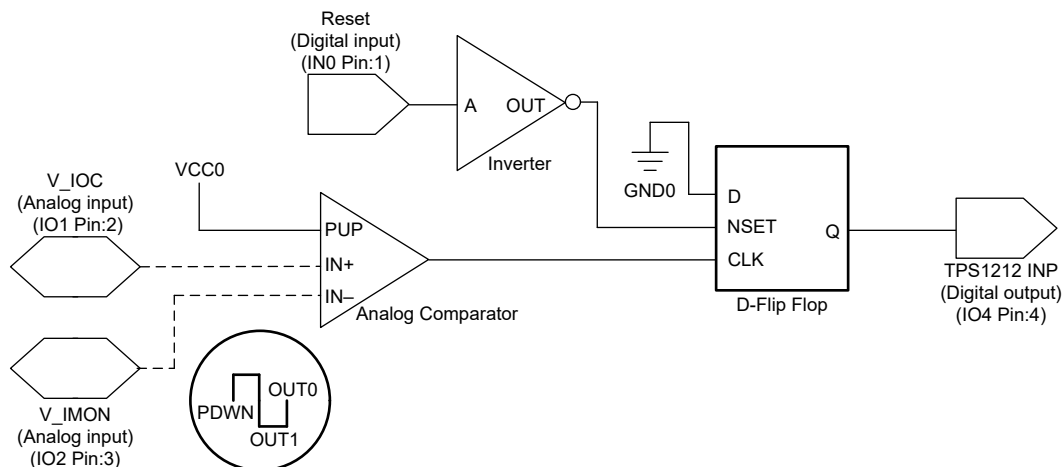 Reset
(Digital input)
(IN0 Pin:1)
A
OUT
Inverter
VCC0
GND0
V_IOC
(Analog input)
(IO1 Pin:2)
PUP
IN+
IN–
Analog Comparator
D
NSET
CLK
Q
D-Flip Flop
TPS1212 INP
(Digital output)
(IO4 Pin:4)
V_IMON
(Analog input)
(IO2 Pin:3)
PDWN
OUT0
OUT1